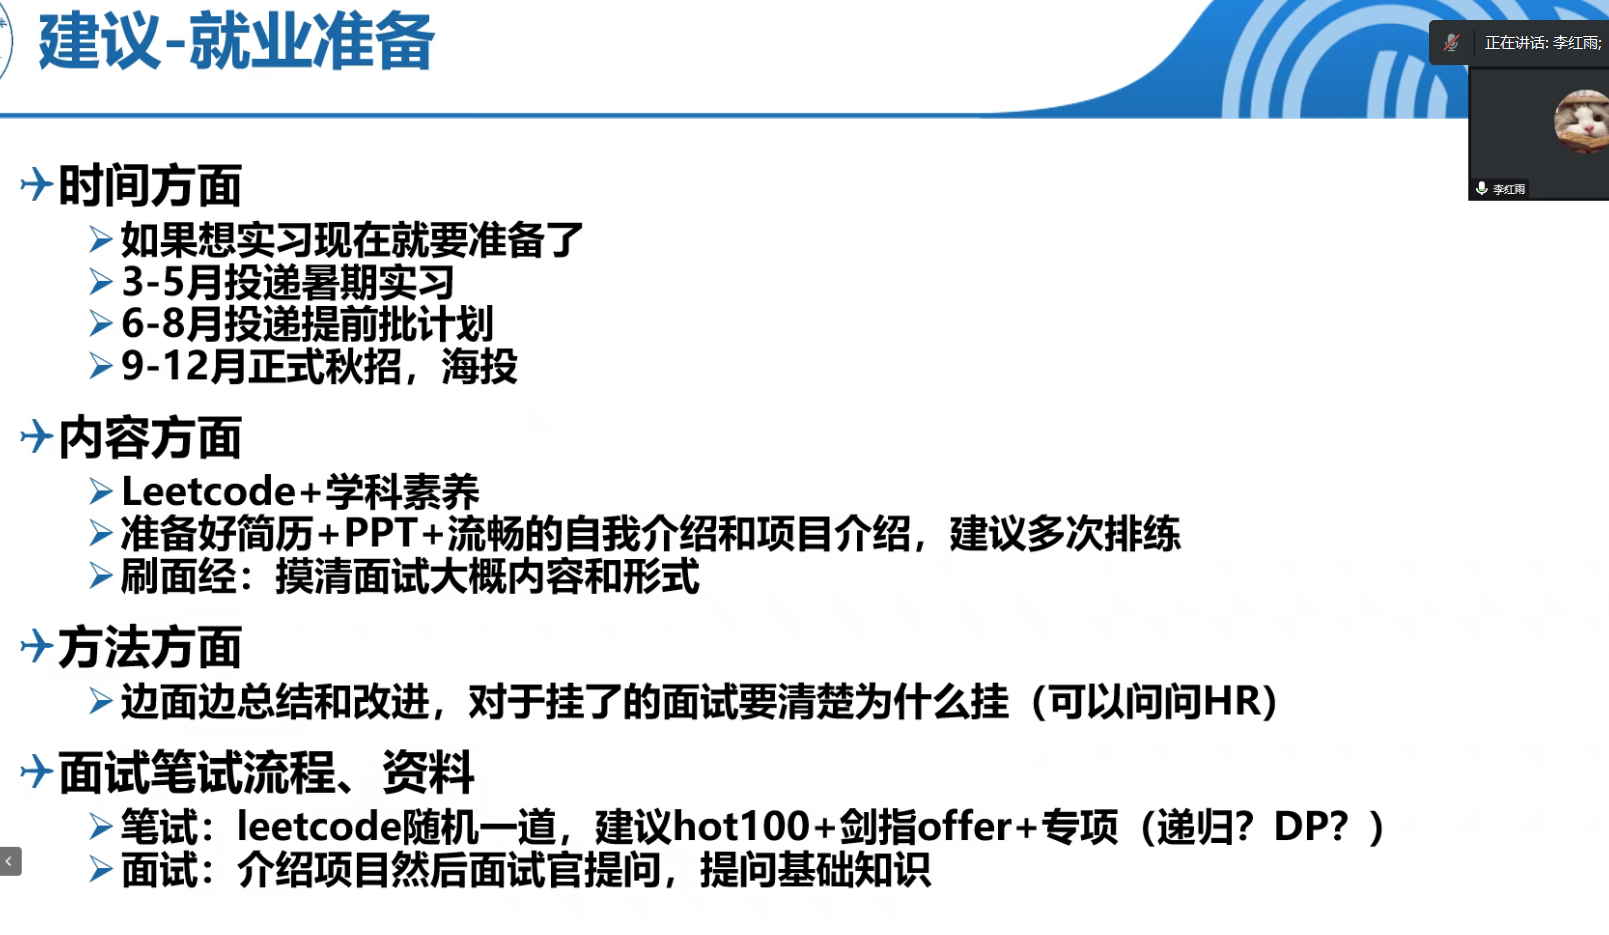 建议-就业准备
正在讲话: 李红雨;
李红雨
时间方面
如果想实习现在就要准备了
3-5月投递暑期实习
6-8月投递提前批计划
9-12月正式秋招，海投
内容方面
Leetcode+学科素养
准备好简历+PPT+流畅的自我介绍和项目介绍，建议多次排练
刷面经：摸清面试大概内容和形式
方法方面
边面边总结和改进，对于挂了的面试要清楚为什么挂（可以问问HR）
面试笔试流程、资料
笔试：leetcode随机一道，建议hot100+剑指offer+专项（递归？DP？）
面试：介绍项目然后面试官提问，提问基础知识